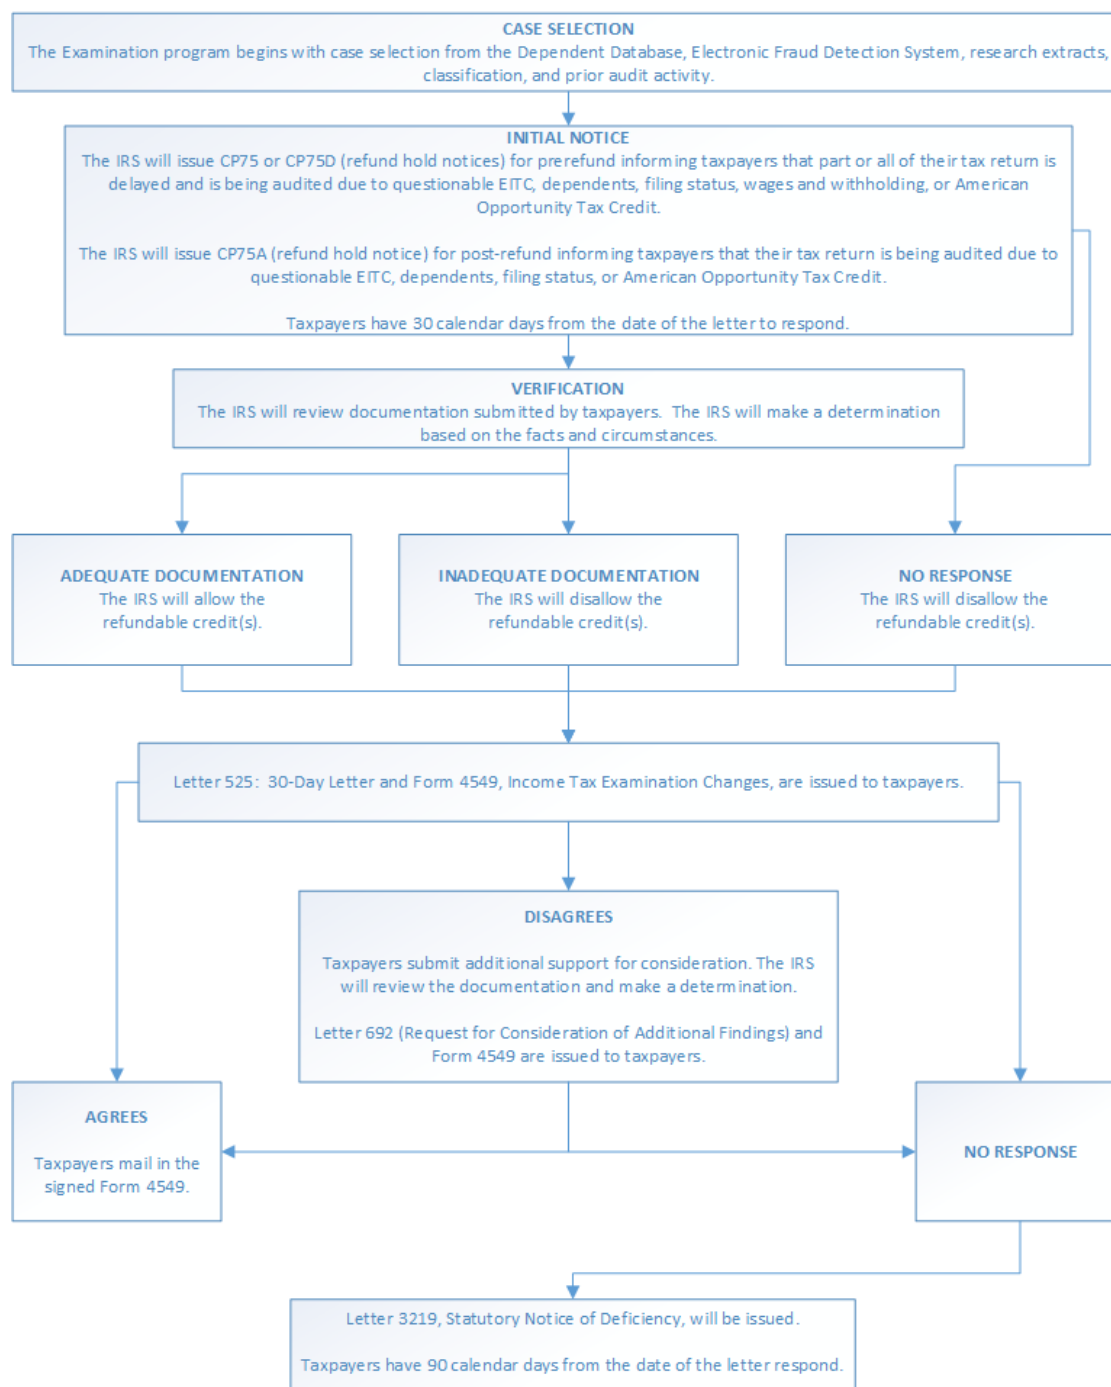 CASE SELECTION
The Examination program begins with case selection from the Dependent Database, Electronic Fraud Detection System, research extracts,
classification, and prior audit activity.
INITIAL NOTICE
The IRS will issue CP75 or CP75D (refund hold notices) for prerefund informing taxpayers that part or all of their tax return is
delayed and is being audited due to questionable EITC, dependents, filing status, wages and withholding, or American
Opportunity Tax Credit.
The IRS will issue CP75A (refund hold notice) for post-refund informing taxpayers that their tax return is being audited due to
questionable EITC, dependents, filing status, or American Opportunity Tax Credit.
Taxpayers have 30 calendar days from the date of the letter to respond.
VERIFICATION
The IRS will review documentation submitted by taxpayers. The IRS will make a determination
based on the facts and circumstances.
ADEQUATE DOCUMENTATION
The IRS will allow the
refundable credit(s).
INADEQUATE DOCUMENTATION
The IRS will disallow the
refundable credit(s).
NO RESPONSE
The IRS will disallow the
refundable credit(s).
Letter 525: 30-Day Letter and Form 4549, Income Tax Examination Changes, are issued to taxpayers.
DISAGREES
Taxpayers submit additional support for consideration. The IRS
will review the documentation and make a determination.
Letter 692 (Request for Consideration of Additional Findings) and
Form 4549 are issued to taxpayers.
AGREES
Taxpayers mail in the
signed Form 4549.
NO RESPONSE
Letter 3219, Statutory Notice of Deficiency, will be issued.
Taxpayers have 90 calendar days from the date of the letter respond.